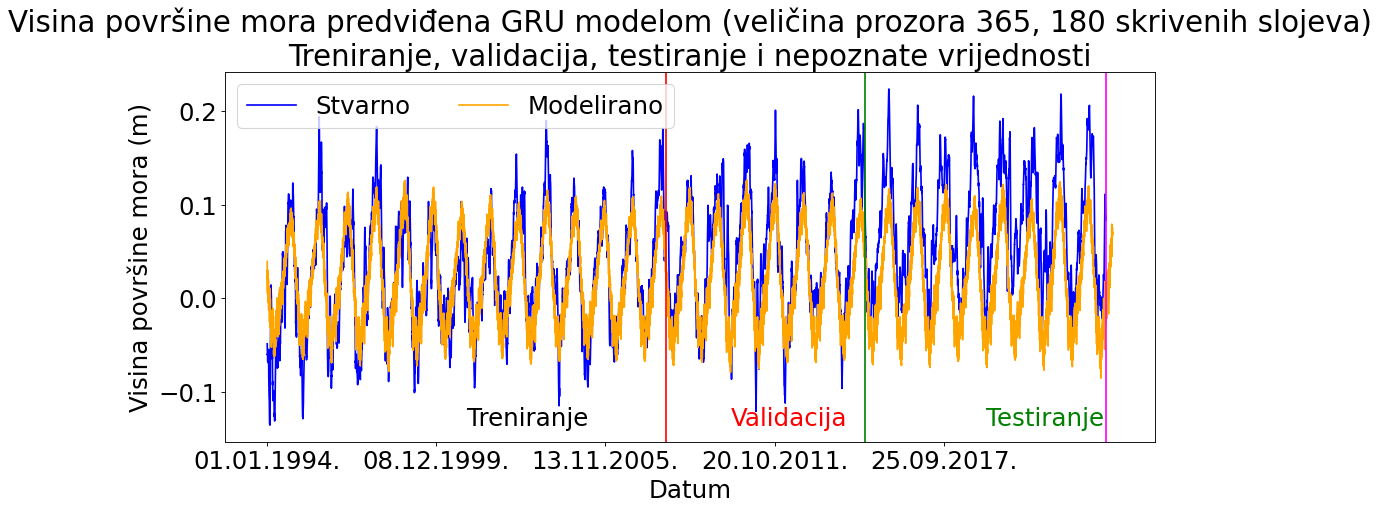 Visina površine mora predviđena GRU modelom (veličina prozora 365, 180 skrivenih slojeva)
Treniranje, validacija, testiranje i nepoznate vrijednosti
Stvarno Modelirano
Visina površine mora (m)
0.2
0.1
0.0
−0.1
Treniranje Validacija Testiranje
01.01.1994. 08.12.1999. 13.11.2005. 20.10.2011. 25.09.2017.
Datum